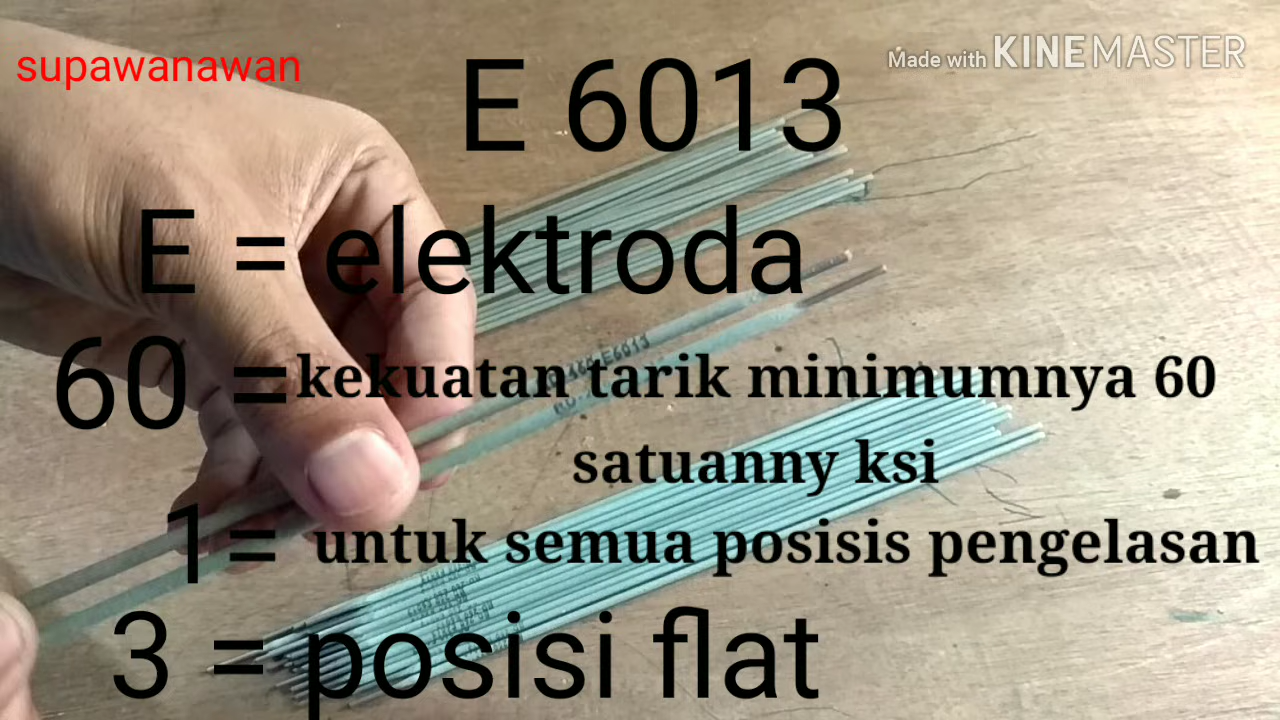 supawanawan
Made with KINEMASTER
E 6013
E = elektroda
60 = kekuatan tarik minimumnya 60
satuanny ksi
1 = untuk semua posisis pengelasan
3 = posisi flat
E6013